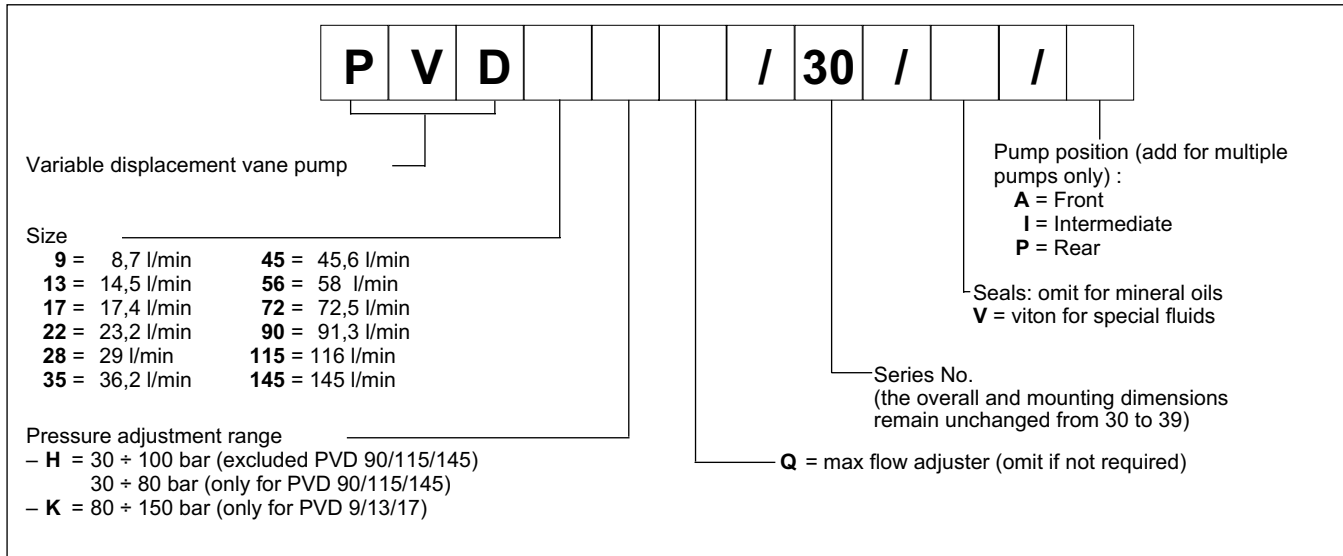 P V D / 30 / /
Variable displacement vane pump
Size
9 = 8,7 l/min 45 = 45,6 l/min
13 = 14,5 l/min 56 = 58 l/min
17 = 17,4 l/min 72 = 72,5 l/min
22 = 23,2 l/min 90 = 91,3 l/min
28 = 29 l/min 115 = 116 l/min
35 = 36,2 l/min 145 = 145 l/min
Pressure adjustment range
– H = 30 ÷ 100 bar (excluded PVD 90/115/145)
30 ÷ 80 bar (only for PVD 90/115/145)
– K = 80 ÷ 150 bar (only for PVD 9/13/17)
Pump position (add for multiple
pumps only) :
A = Front
I = Intermediate
P = Rear
Seals: omit for mineral oils
V = viton for special fluids
Series No.
(the overall and mounting dimensions
remain unchanged from 30 to 39)
Q = max flow adjuster (omit if not required)